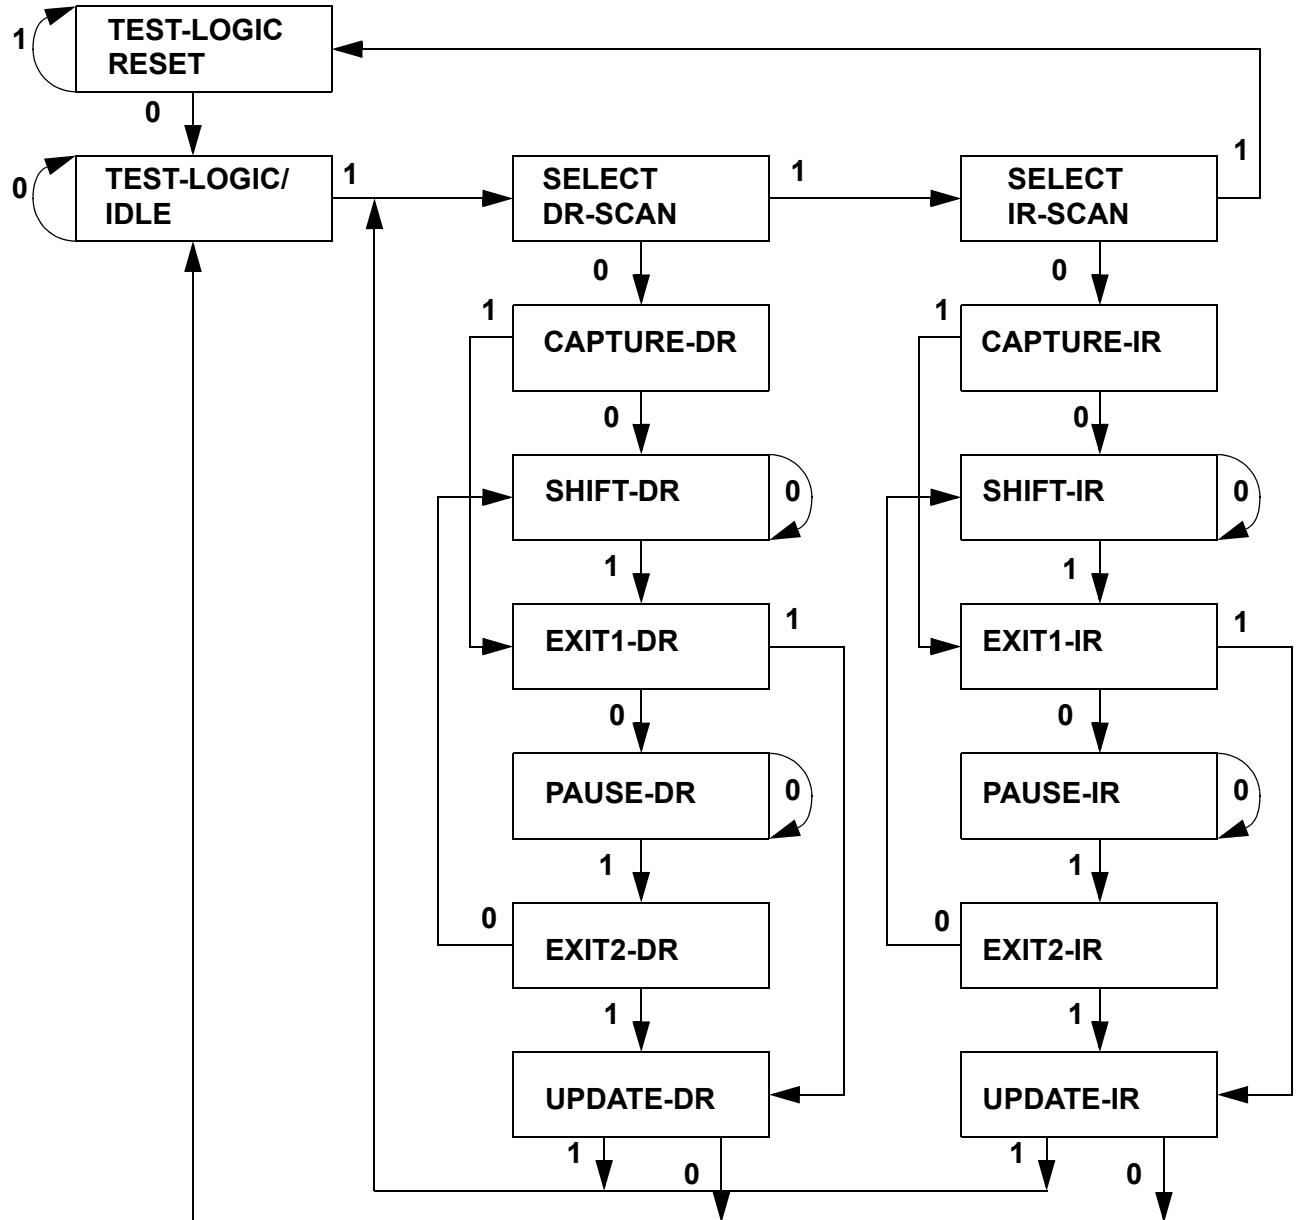 TEST-LOGIC
RESET
1
0
TEST-LOGIC/
IDLE
0
1
SELECT
DR-SCAN
1
SELECT
IR-SCAN
1
0
0
1
CAPTURE-DR
1
CAPTURE-IR
0
0
SHIFT-DR
0
SHIFT-IR
0
1
1
EXIT1-DR
1
EXIT1-IR
1
0
0
PAUSE-DR
0
PAUSE-IR
0
1
1
0
EXIT2-DR
0
EXIT2-IR
1
1
UPDATE-DR
UPDATE-IR
1
0
1
0